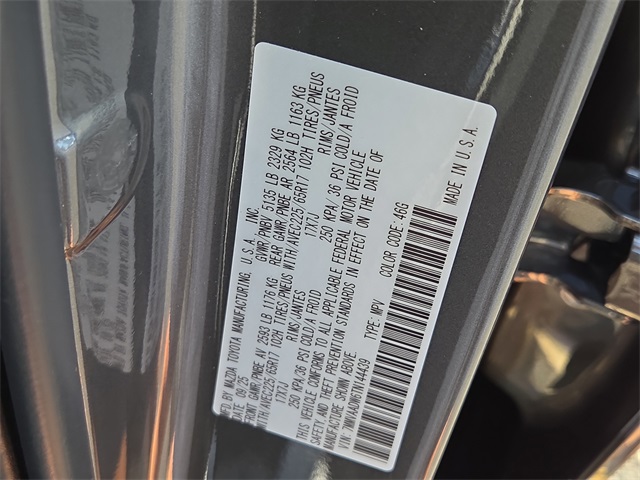 MFD. BY MAZDA TOYOTA MANUFACTURING, U.S.A., INC.
DATE: 09/25 GWVR/PNBV 5135 LB 2329 KG
FRONT GAWR/PNBE AV 2593 LB 1176 KG REAR GAWR/PNBE AR 2564 LB 1163 KG
WITH/AVEC225/65R17 102H TIRES/PNEUS WITH/AVEC225/65R17 102H TIRES/PNEUS
17X7J RIMS/JANTES 17X7J RIMS/JANTES
250 KPA/36 PSI COLD/A FROID 250 KPA/ 36 PSI COLD/A FROID
THIS VEHICLE CONFORMS TO ALL APPLICABLE FEDERAL MOTOR VEHICLE
SAFETY, AND THEFT PREVENTION STANDARDS IN EFFECT ON THE DATE OF
MANUFACTURE SHOWN ABOVE.
TYPE: MPV COLOR CODE:46G
MADE IN U.S.A.